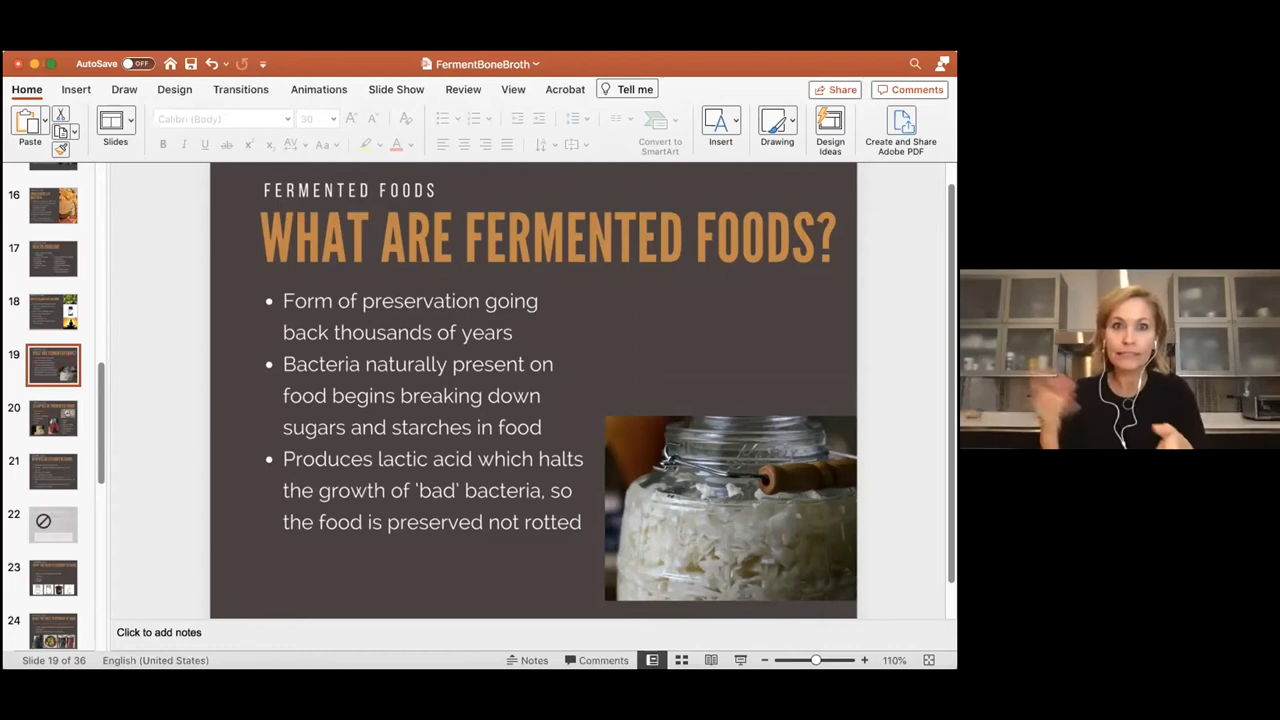 AutoSave OFF
FermentBoneBroth
Home Insert Draw Design Transitions Animations Slide Show Review View Acrobat Tell me Share Comments
Calibri (Body) 30
Paste Slides Convert to SmartArt Insert Drawing Design Ideas Create and Share Adobe PDF
16
17
18
19
20
21
22
23
24
FERMENTED FOODS
WHAT ARE FERMENTED FOODS?
• Form of preservation going
back thousands of years
• Bacteria naturally present on
food begins breaking down
sugars and starches in food
• Produces lactic acid which halts
the growth of ‘bad‘ bacteria, so
the food is preserved not rotted
Click to add notes
Slide 19 of 36 English (United States) Notes Comments 110%